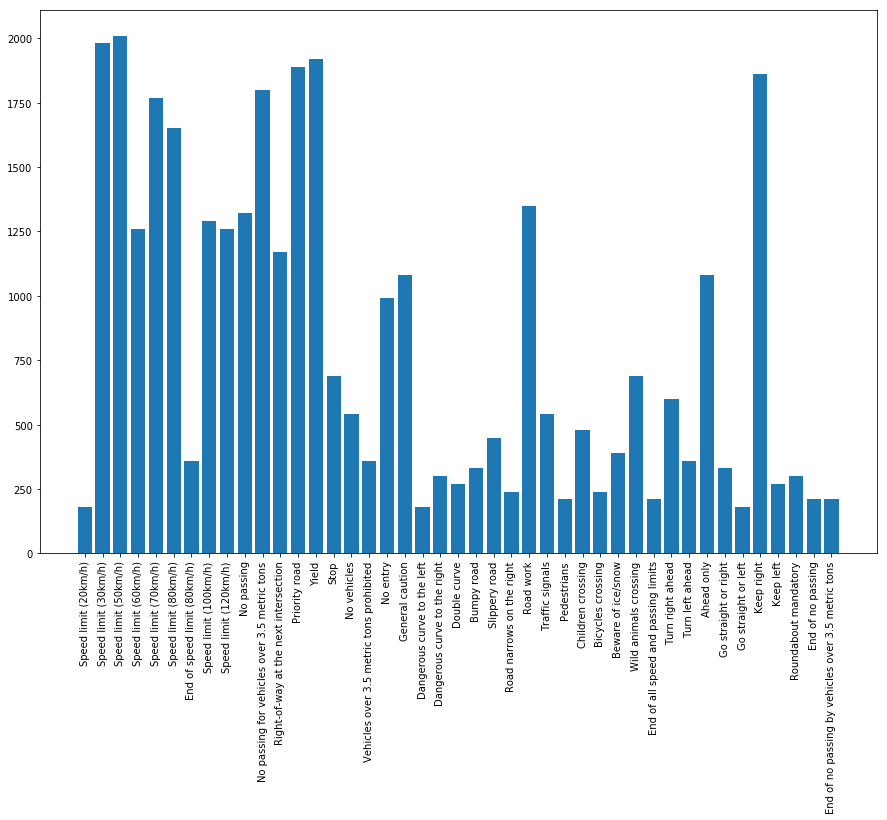 2000
1750
1500
1250
1000
750
500
250
0
Speed limit (20km/h)
Speed limit (30km/h)
Speed limit (50km/h)
Speed limit (60km/h)
Speed limit (70km/h)
Speed limit (80km/h)
End of speed limit (80km/h)
Speed limit (100km/h)
Speed limit (120km/h)
No passing
No passing for vehicles over 3.5 metric tons
Right-of-way at the next intersection
Priority road
Yield
Stop
No vehicles
Vehicles over 3.5 metric tons prohibited
No entry
General caution
Dangerous curve to the left
Dangerous curve to the right
Double curve
Bumpy road
Slippery road
Road narrows on the right
Road work
Traffic signals
Pedestrians
Children crossing
Bicycles crossing
Beware of ice/snow
Wild animals crossing
End of all speed and passing limits
Turn right ahead
Turn left ahead
Ahead only
Go straight or right
Go straight or left
Keep right
Keep left
Roundabout mandatory
End of no passing
End of no passing by vehicles over 3.5 metric tons